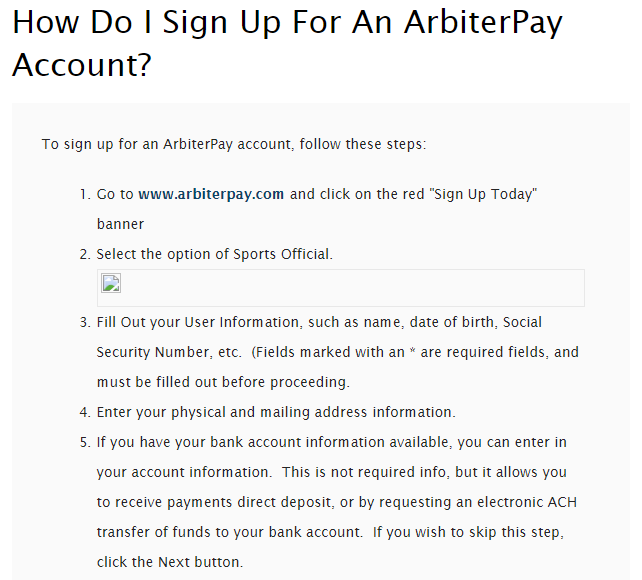 How Do I Sign Up For An ArbiterPay
Account?
To sign up for an ArbiterPay account, follow these steps:
1. Go to www.arbiterpay.com and click on the red "Sign Up Today"
banner
2. Select the option of Sports Official.
3. Fill Out your User Information, such as name, date of birth, Social
Security Number, etc.  (Fields marked with an * are required fields, and
must be filled out before proceeding.
4. Enter your physical and mailing address information.
5. If you have your bank account information available, you can enter in
your account information.  This is not required info, but it allows you
to receive payments direct deposit, or by requesting an electronic ACH
transfer of funds to your bank account.  If you wish to skip this step,
click the Next button.